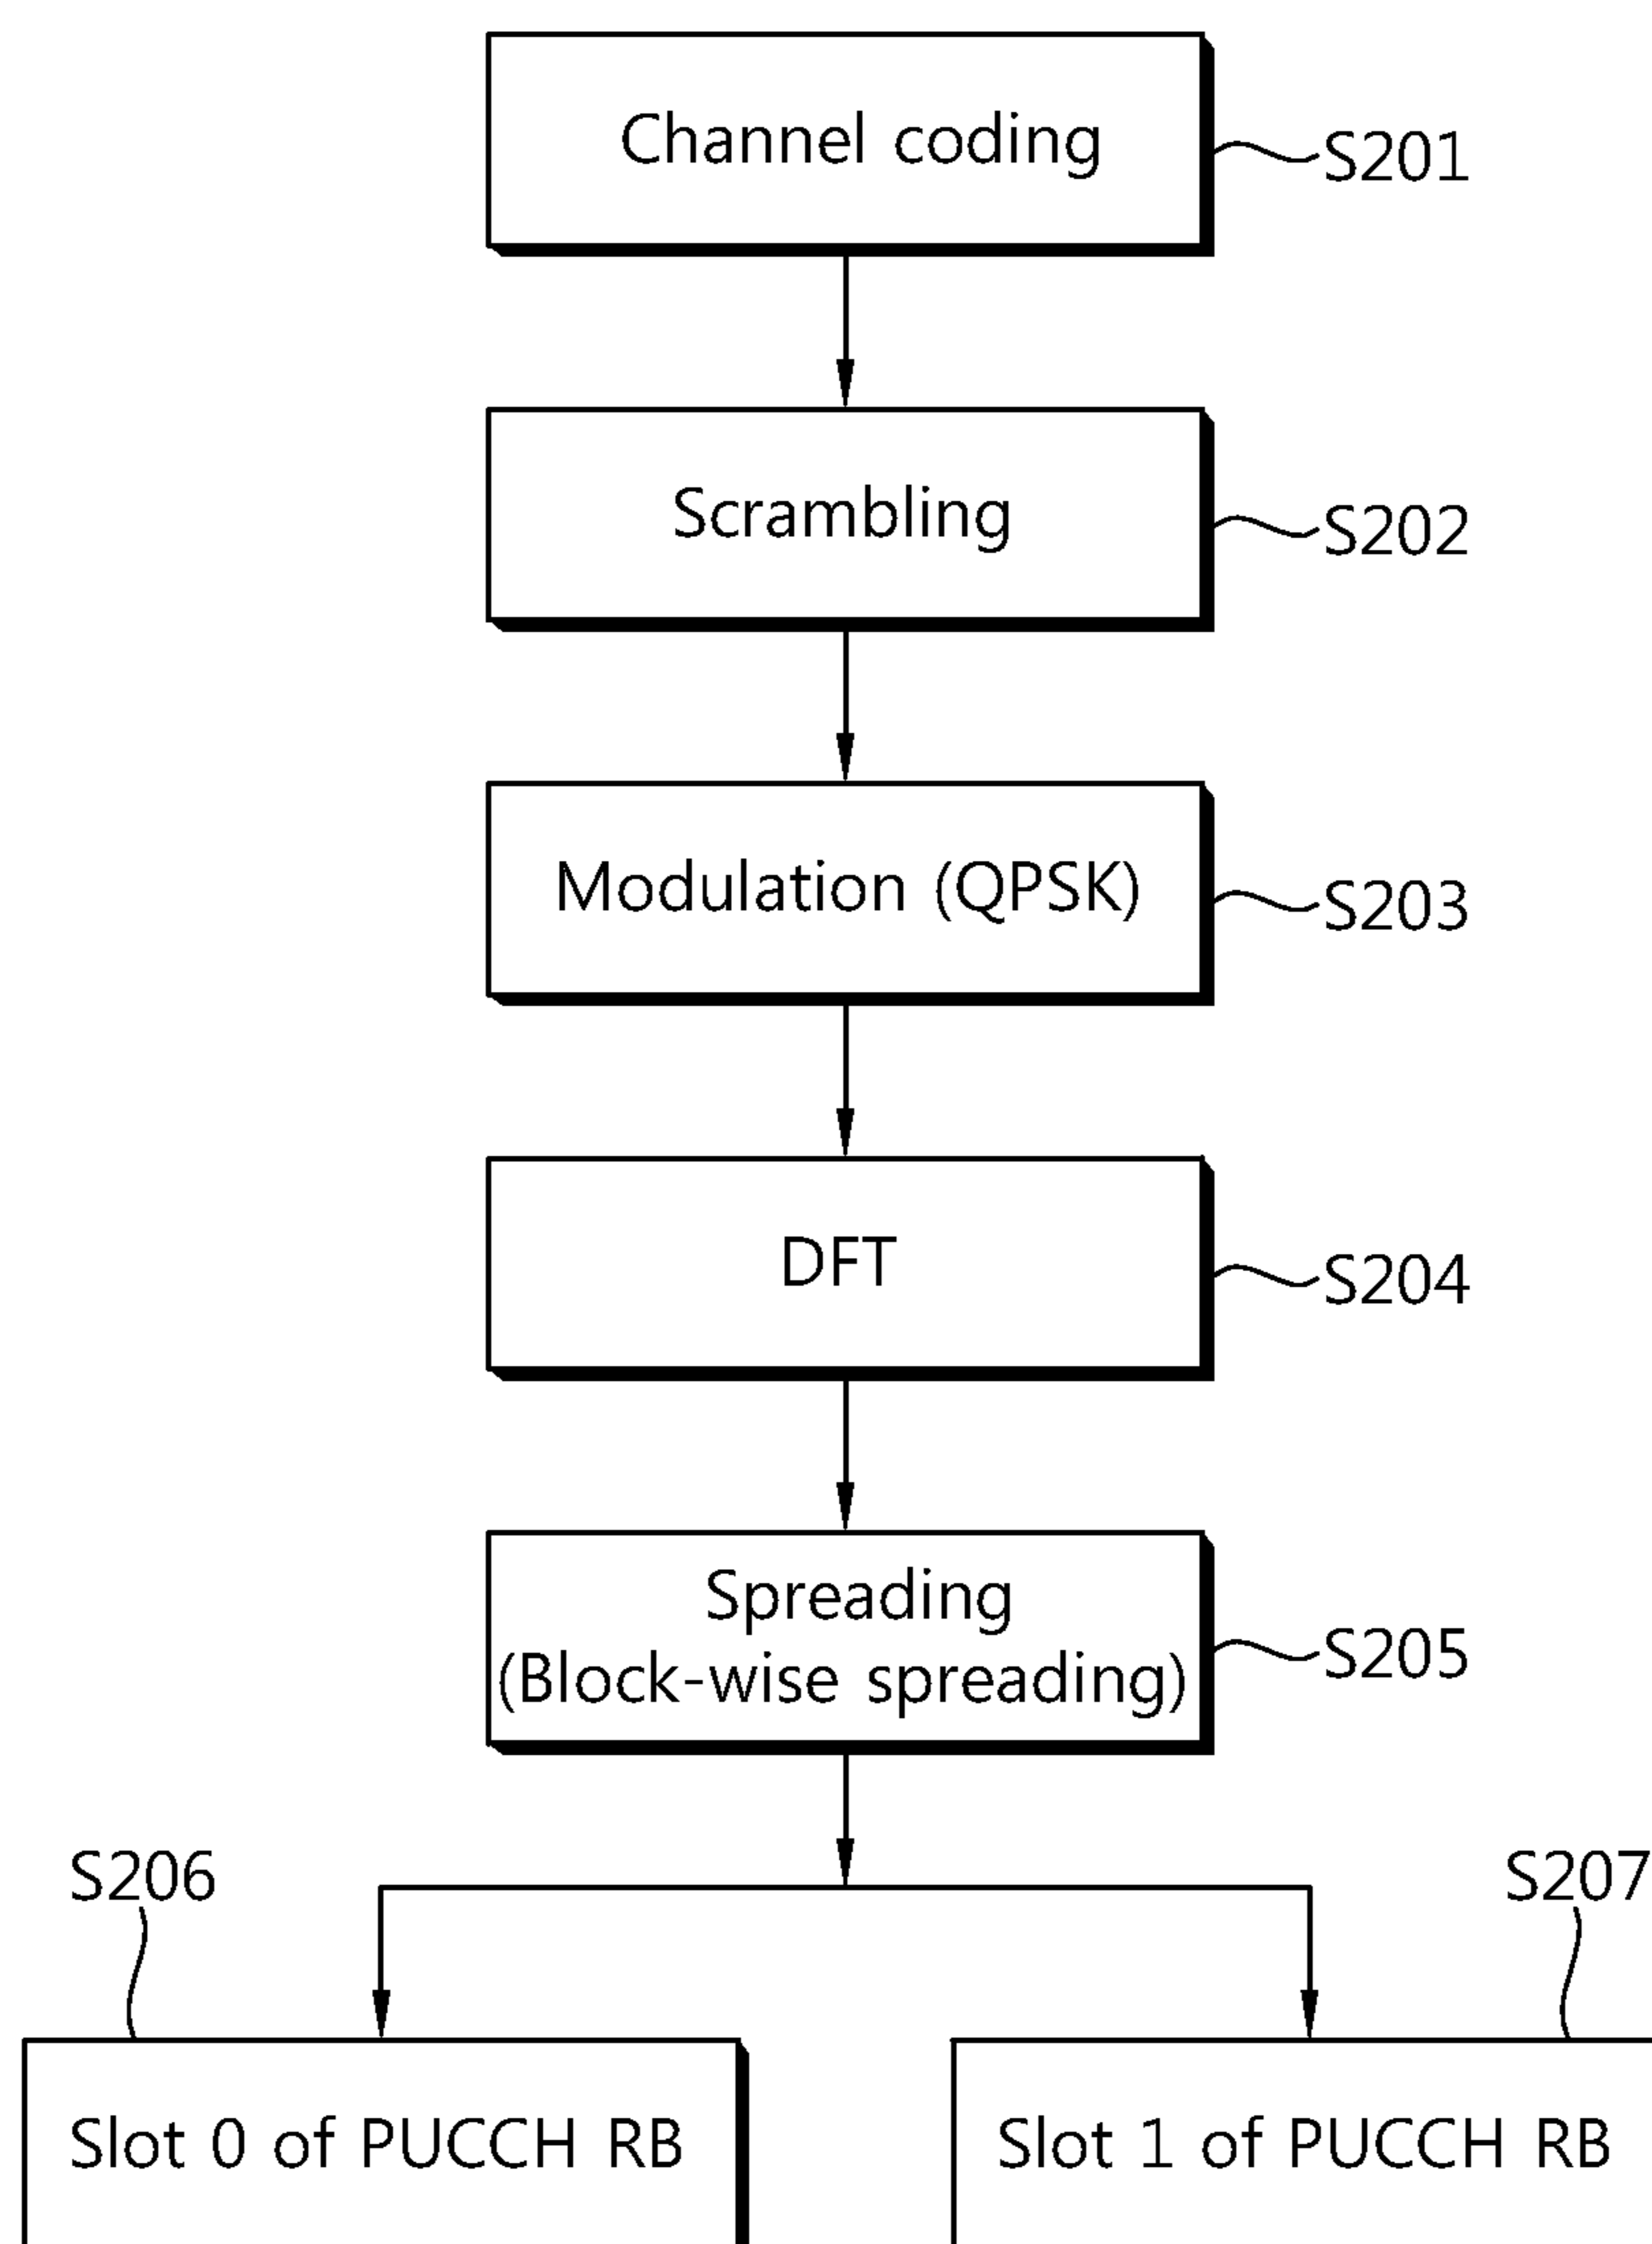 Channel coding
S201
Scrambling
S202
Modulation (QPSK)
S203
DFT
S204
Spreading
(Block-wise spreading)
S205
S206
S207
Slot 0 of PUCCH RB
Slot 1 of PUCCH RB